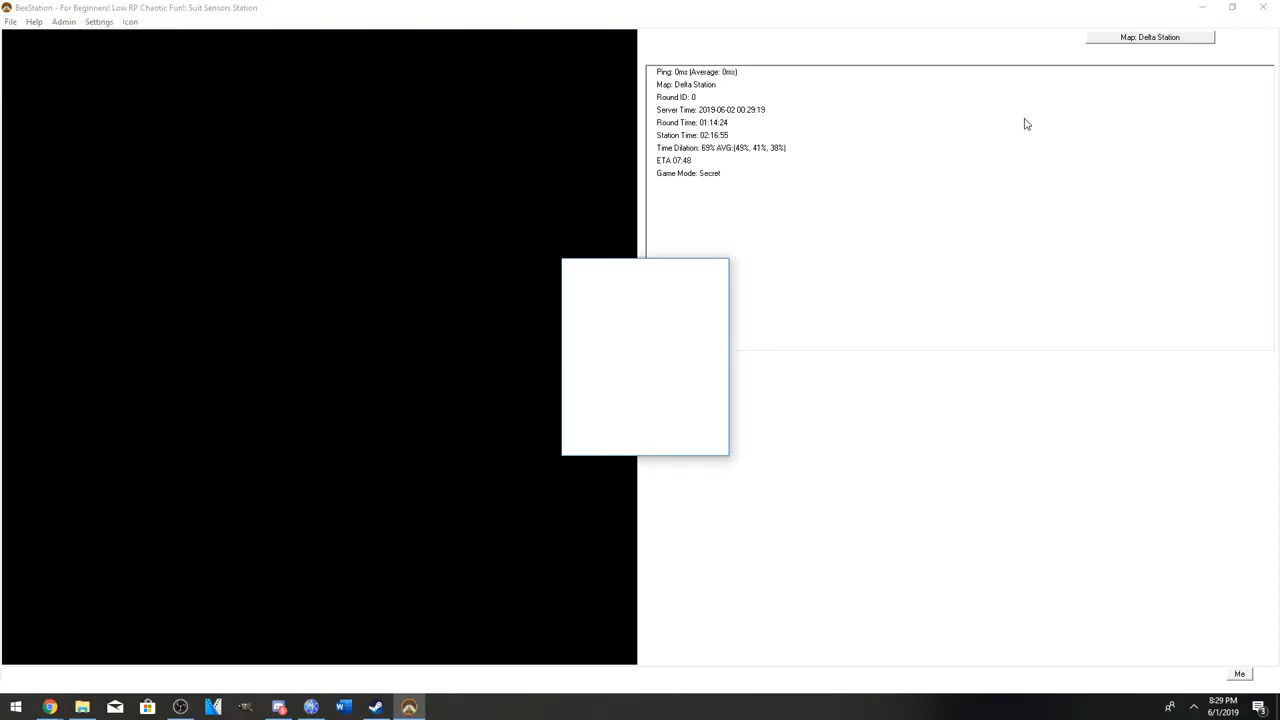 BeeStation - For Beginners! Low RP Chaotic Fun!: Suit Sensors Station
File Help Admin Settings Icon
Map: Delta Station
Ping: 0ms (Average: 0ms)
Map: Delta Station
Round ID: 0
Server Time: 2019-06-02 00:29:19
Round Time: 01:14:24
Station Time: 02:16:55
Time Dilation: 69% AVG:(49%, 41%, 38%)
ETA 07:48
Game Mode: Secret
Me
8:29 PM
6/1/2019
3